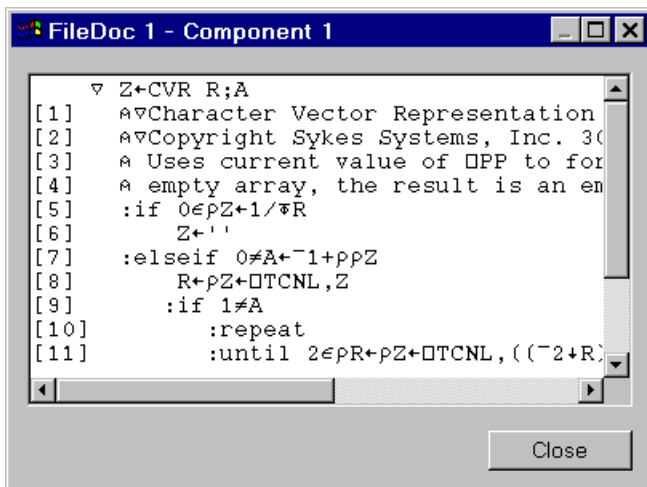 FileDoc 1 - Component 1
∇ Z←CVR R;A
[1] ⍝∇Character Vector Representation
[2] ⍝∇Copyright Sykes Systems, Inc. 3(
[3] ⍝ Uses current value of ⎕PP to for
[4] ⍝ empty array, the result is an em
[5] :if 0∊⍴Z←1/⍕R
[6] Z←''
[7] :elseif 0≠A←¯1+⍴⍴Z
[8] R←⍴Z←⎕TCNL,Z
[9] :if 1≠A
[10] :repeat
[11] :until 2∊⍴R←⍴Z←⎕TCNL,((¯2↓R)
Close